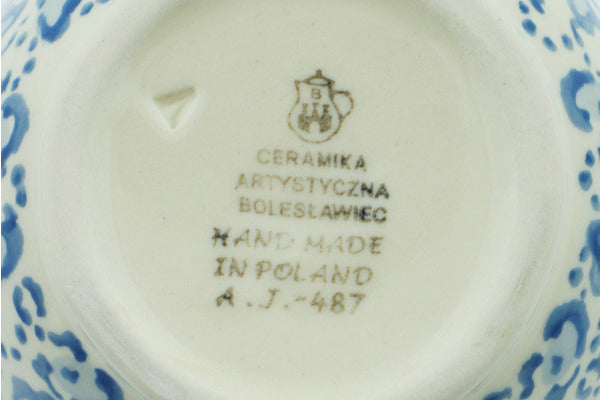 B
CERAMIKA
ARTYSTYCZNA
BOLESŁAWIEC
HAND MADE
IN POLAND
A.J.-487